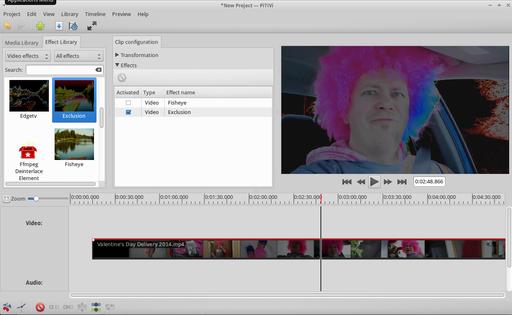 Applications Menu
*New Project — PiTiVi
Project Edit View Library Timeline Preview Help
Media Library Effect Library
Video effects All effects
Search:
Edgetv Exclusion
Ffmpeg Deinterlace Element
Fisheye
Clip configuration
Transformation
Effects
Activated Type Effect name
Video Fisheye
Video Exclusion
0:02:48.866
Zoom
0:00:00.000 0:00:30.000 0:01:00.000 0:01:30.000 0:02:00.000 0:02:30.000 0:03:00.000 0:03:30.000 0:04:00.000 0:04:30.000
Video:
Valentine's Day Delivery 2014.mp4
Audio: